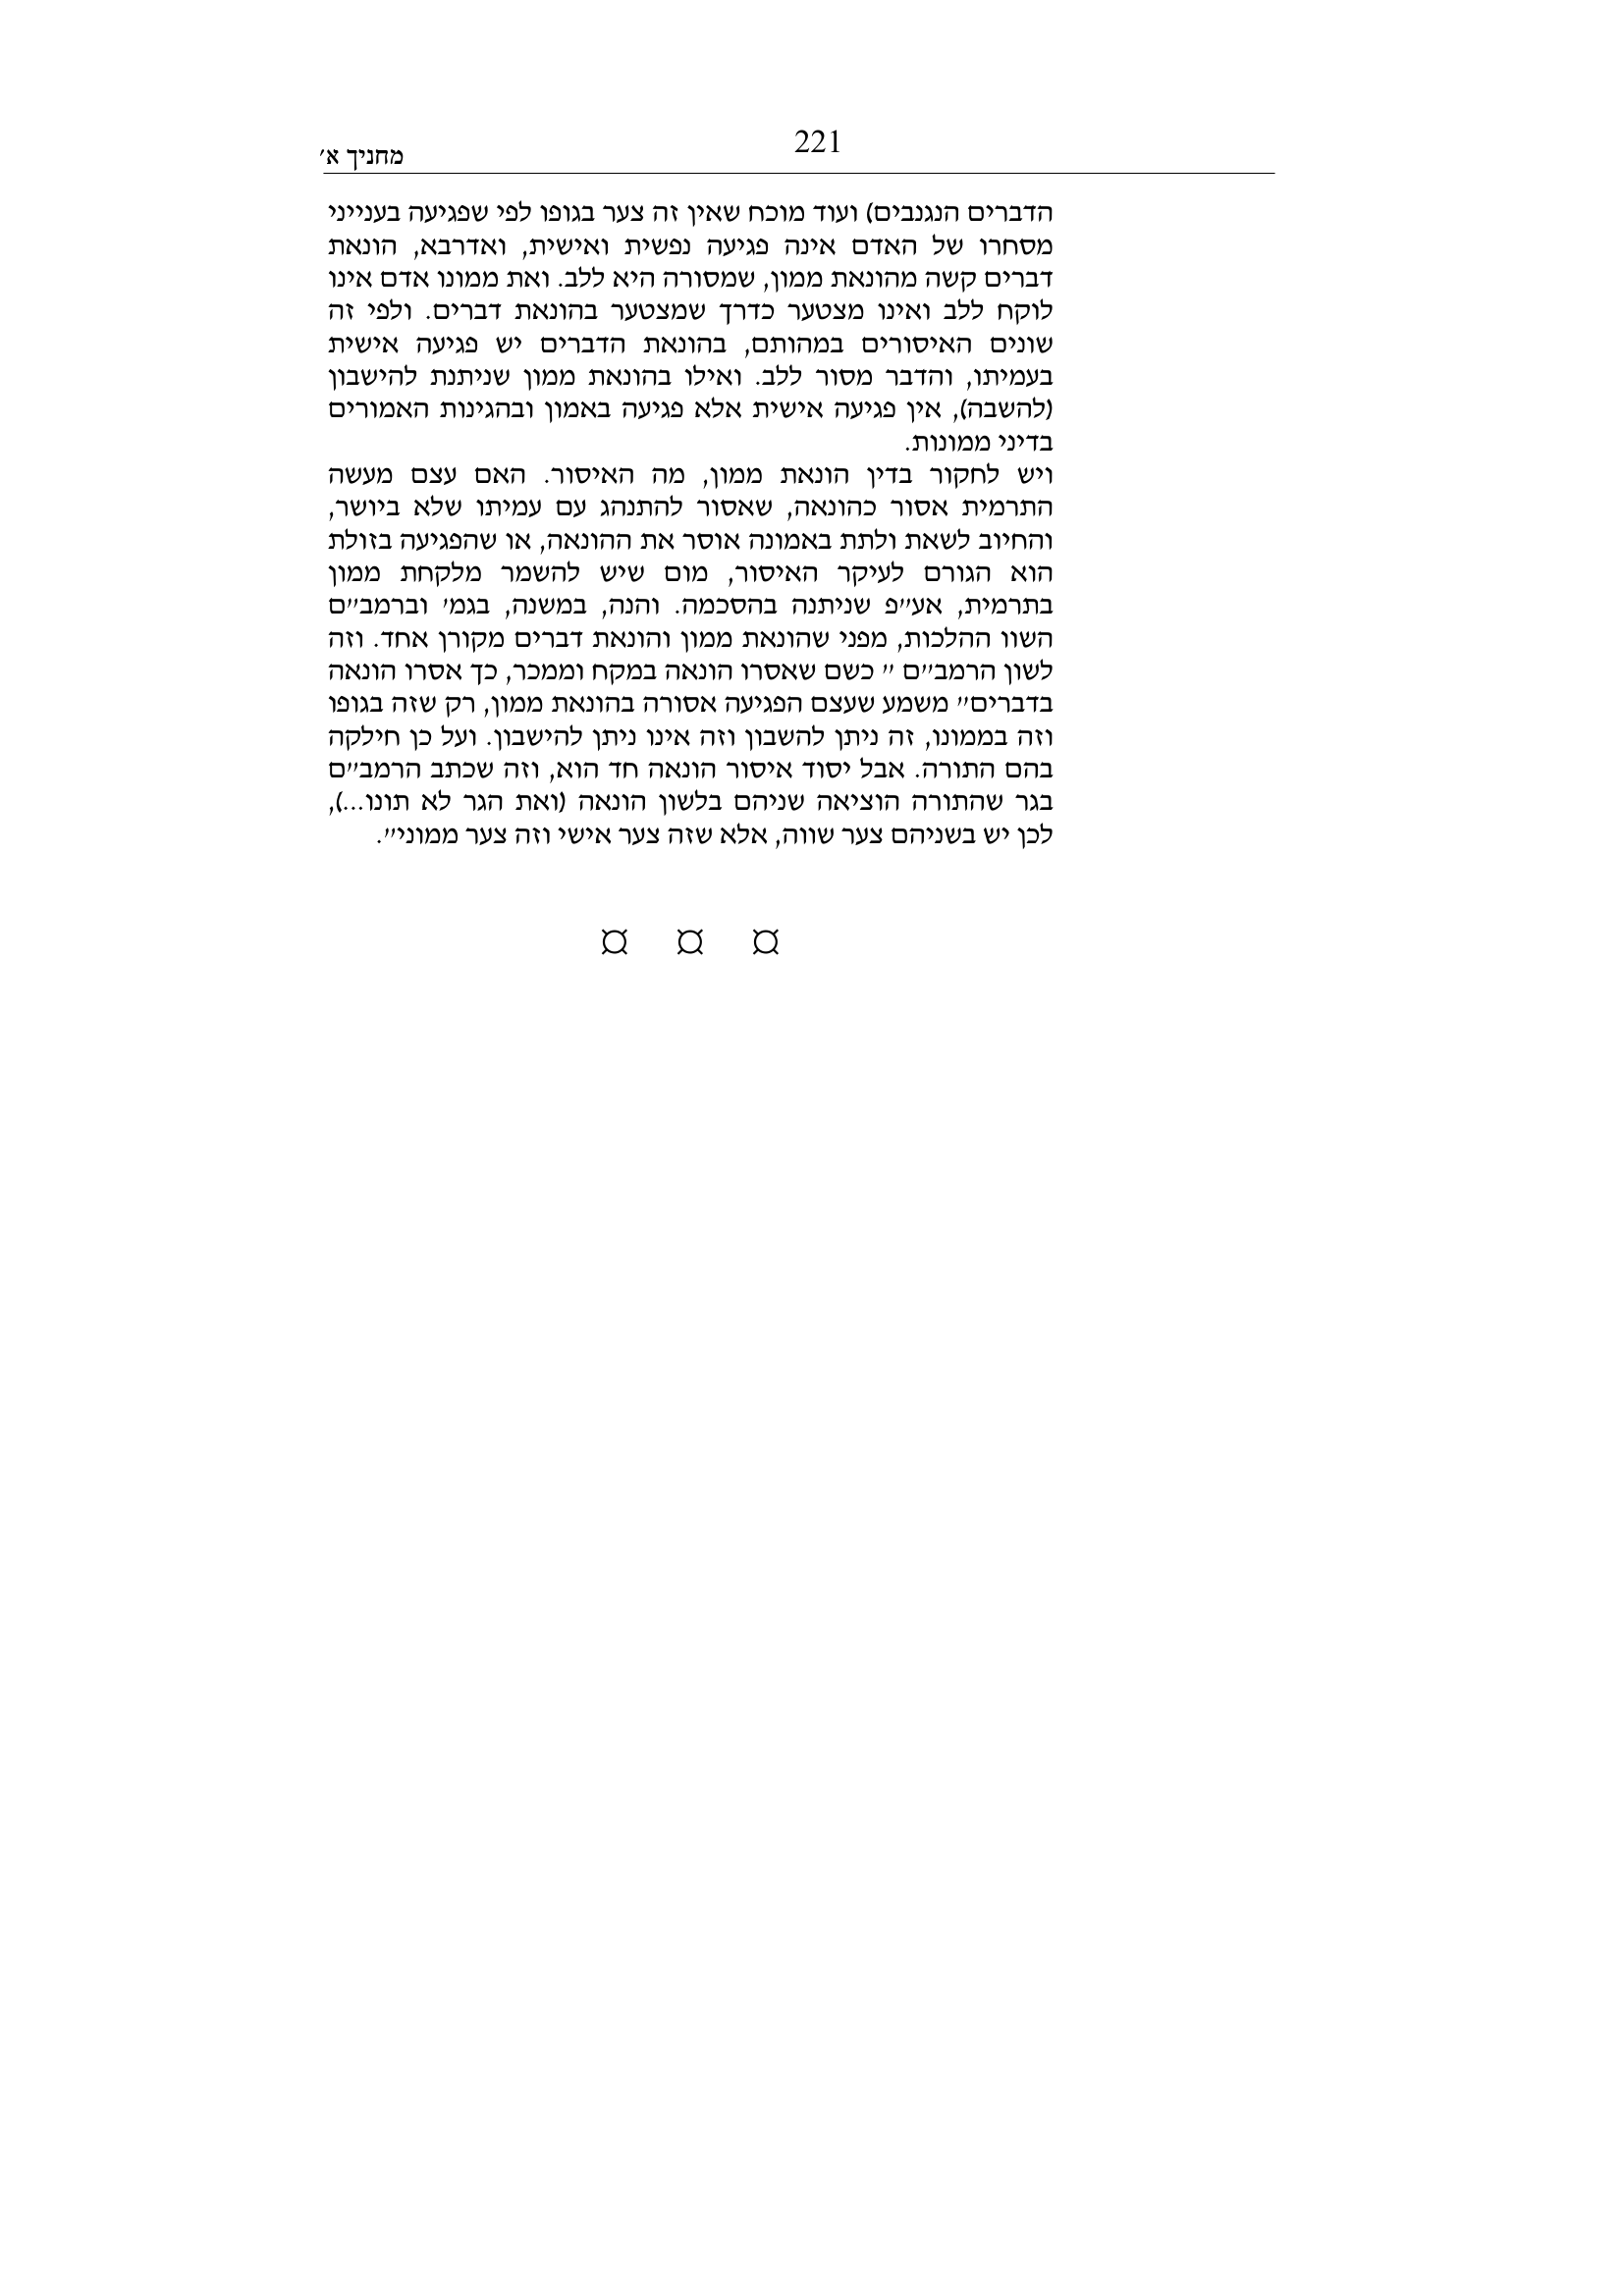 221
מחניך א'
הדברים הנגנבים) ועוד מוכח שאין זה צער בגופו לפי שפגיעה בענייני
מסחרו של האדם אינה פגיעה נפשית ואישית, ואדרבא, הונאת
דברים קשה מהונאת ממון, שמסורה היא ללב. ואת ממונו אדם אינו
לוקח ללב ואינו מצטער כדרך שמצטער בהונאת דברים. ולפי זה
שונים האיסורים במהותם, בהונאת הדברים יש פגיעה אישית
בעמיתו, והדבר מסור ללב. ואילו בהונאת ממון שניתנת להישבון
(להשבה), אין פגיעה אישית אלא פגיעה באמון ובהגינות האמורים
בדיני ממונות.
ויש לחקור בדין הונאת ממון, מה האיסור. האם עצם מעשה
התרמית אסור כהונאה, שאסור להתנהג עם עמיתו שלא ביושר,
והחיוב לשאת ולתת באמונה אוסר את ההונאה, או שהפגיעה בזולת
הוא הגורם לעיקר האיסור, מום שיש להשמר מלקחת ממון
בתרמית, אע"פ שניתנה בהסכמה. והנה, במשנה, בגמ' וברמב"ם
השוו ההלכות, מפני שהונאת ממון והונאת דברים מקורן אחד. וזה
לשון הרמב"ם " כשם שאסרו הונאה במקח וממכר, כך אסרו הונאה
בדברים" משמע שעצם הפגיעה אסורה בהונאת ממון, רק שזה בגופו
וזה בממונו, זה ניתן להשבון וזה אינו ניתן להישבון. ועל כן חילקה
בהם התורה. אבל יסוד איסור הונאה חד הוא, וזה שכתב הרמב"ם
בגר שהתורה הוציאה שניהם בלשון הונאה (ואת הגר לא תונו...),
לכן יש בשניהם צער שווה, אלא שזה צער אישי וזה צער ממוני".
¤ ¤ ¤